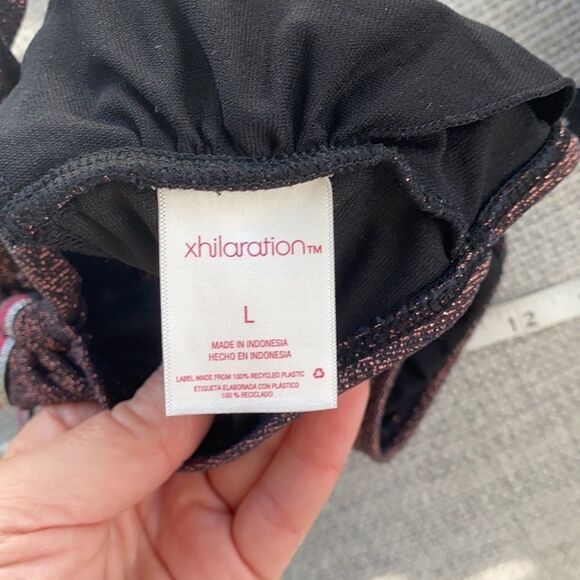 xhilaration™
L
MADE IN INDONESIA
HECHO EN INDONESIA
LABEL MADE FROM 100% RECYCLED PLASTIC
ETIQUETA ELABORADA CON PLÁSTICO
100 % RECICLADO
12